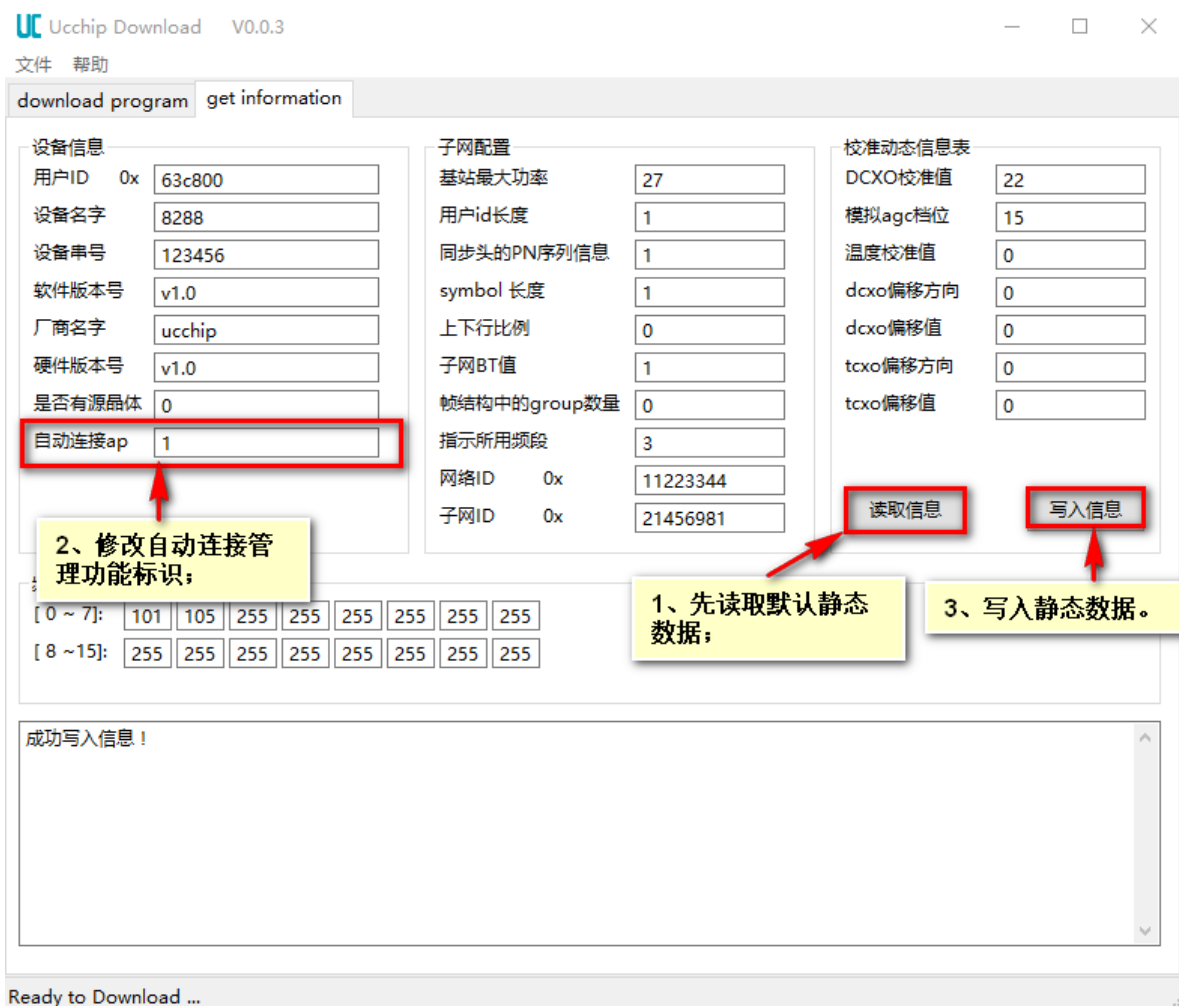 UC Ucchip Download V0.0.3
文件 帮助
download program get information
设备信息
用户ID 0x 63c800
设备名字 8288
设备串号 123456
软件版本号 v1.0
厂商名字 ucchip
硬件版本号 v1.0
是否有源晶体 0
自动连接ap 1
子网配置
基站最大功率 27
用户id长度 1
同步头的PN序列信息 1
symbol 长度 1
上下行比例 0
子网BT值 1
帧结构中的group数量 0
指示所用频段 3
网络ID 0x 11223344
子网ID 0x 21456981
校准动态信息表
DCXO校准值 22
模拟agc档位 15
温度校准值 0
dcxo偏移方向 0
dcxo偏移值 0
tcxo偏移方向 0
tcxo偏移值 0
读取信息 写入信息
2、修改自动连接管
理功能标识；
1、先读取默认静态
数据；
3、写入静态数据。
[ 0 ~ 7]: 101 105 255 255 255 255 255 255
[ 8 ~15]: 255 255 255 255 255 255 255 255
成功写入信息！
Ready to Download ...